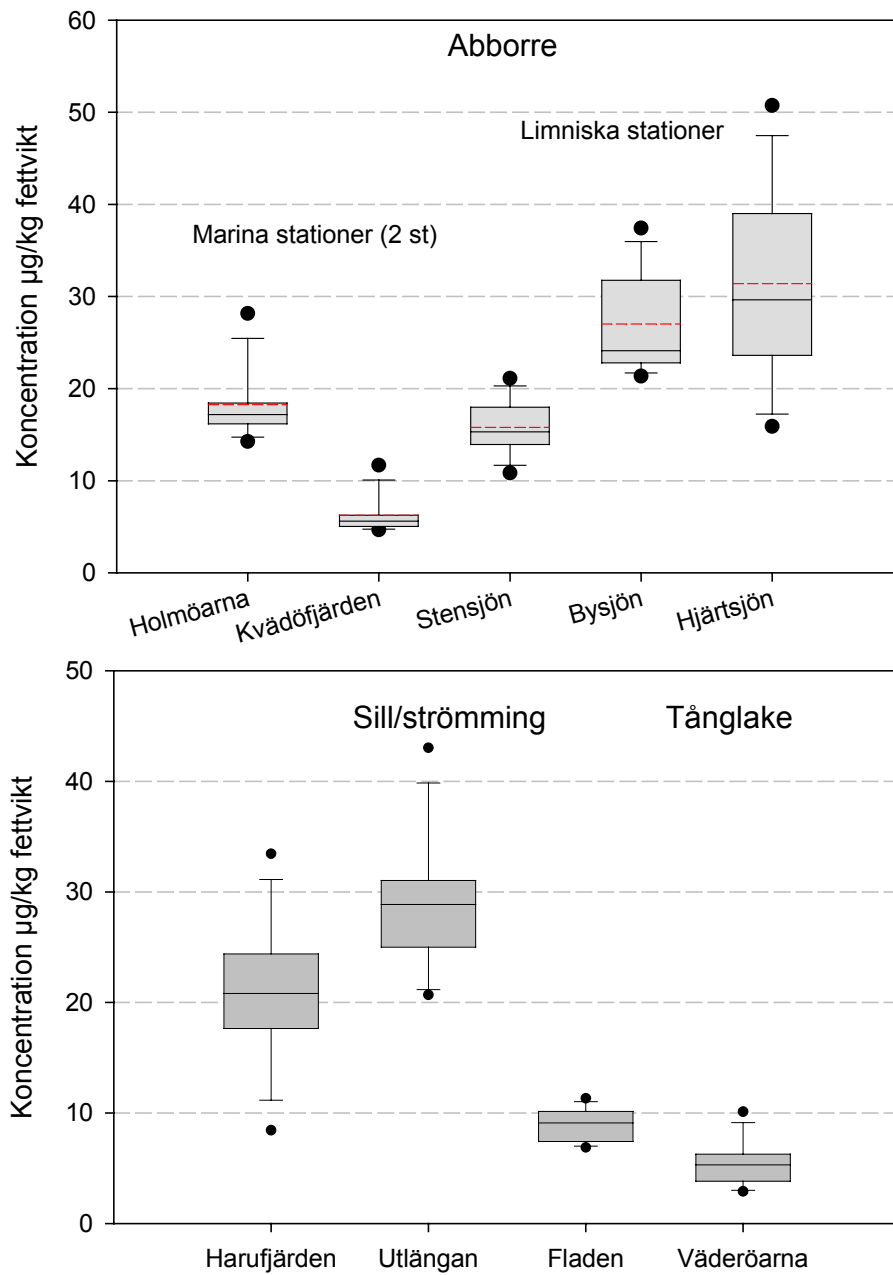 Abborre
Limniska stationer
Marina stationer (2 st)
Koncentration µg/kg fettvikt
60
50
40
30
20
10
0
Holmöarna
Kvädöfjärden
Stensjön
Bysjön
Hjärtsjön
Sill/strömming
Tånglake
Koncentration µg/kg fettvikt
50
40
30
20
10
0
Harufjärden
Utlängan
Fladen
Väderöarna